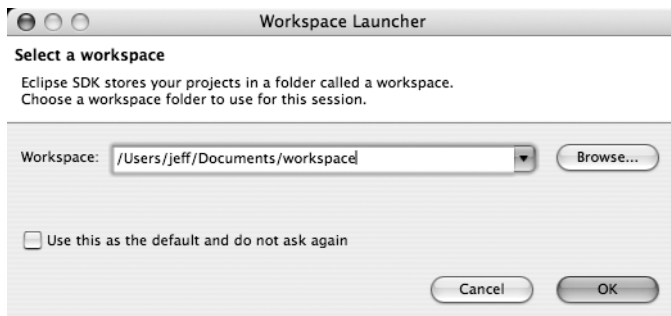 Workspace Launcher
Select a workspace
Eclipse SDK stores your projects in a folder called a workspace.
Choose a workspace folder to use for this session.
Workspace: /Users/jeff/Documents/workspace Browse...
Use this as the default and do not ask again
Cancel OK